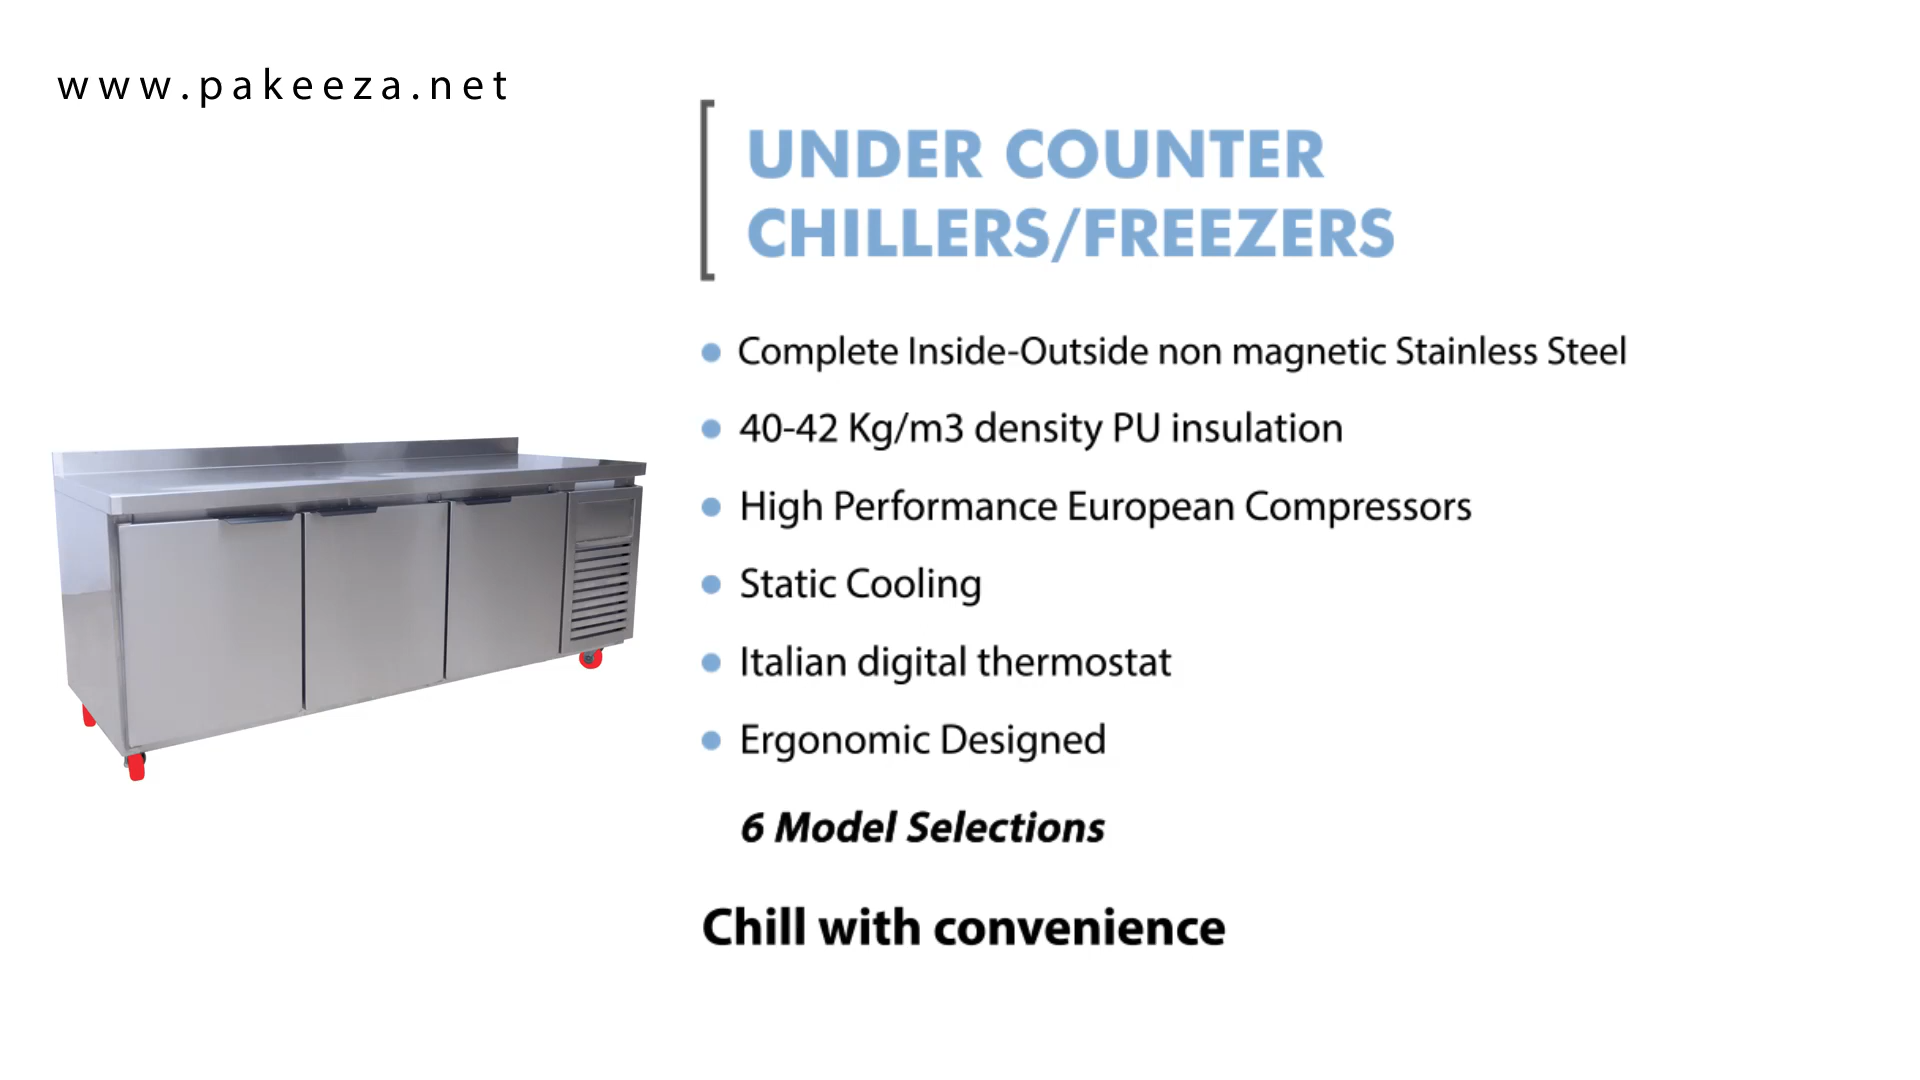 www.pakeeza.net
UNDER COUNTER
CHILLERS/FREEZERS
Complete Inside-Outside non magnetic Stainless Steel
40-42 Kg/m3 density PU insulation
High Performance European Compressors
Static Cooling
Italian digital thermostat
Ergonomic Designed
6 Model Selections
Chill with convenience